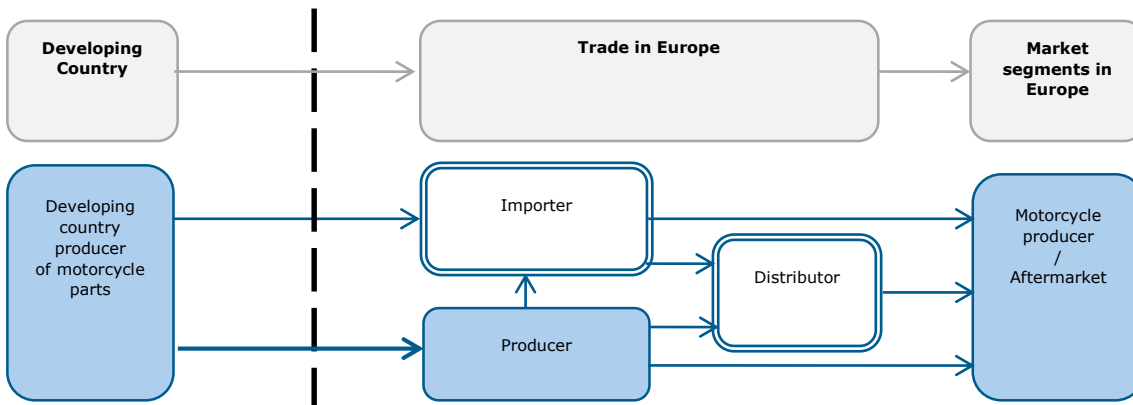 Developing
Country
Trade in Europe
Market
segments in
Europe
Developing
country
producer
of motorcycle
parts
Importer
Distributor
Producer
Motorcycle
producer
/
Aftermarket